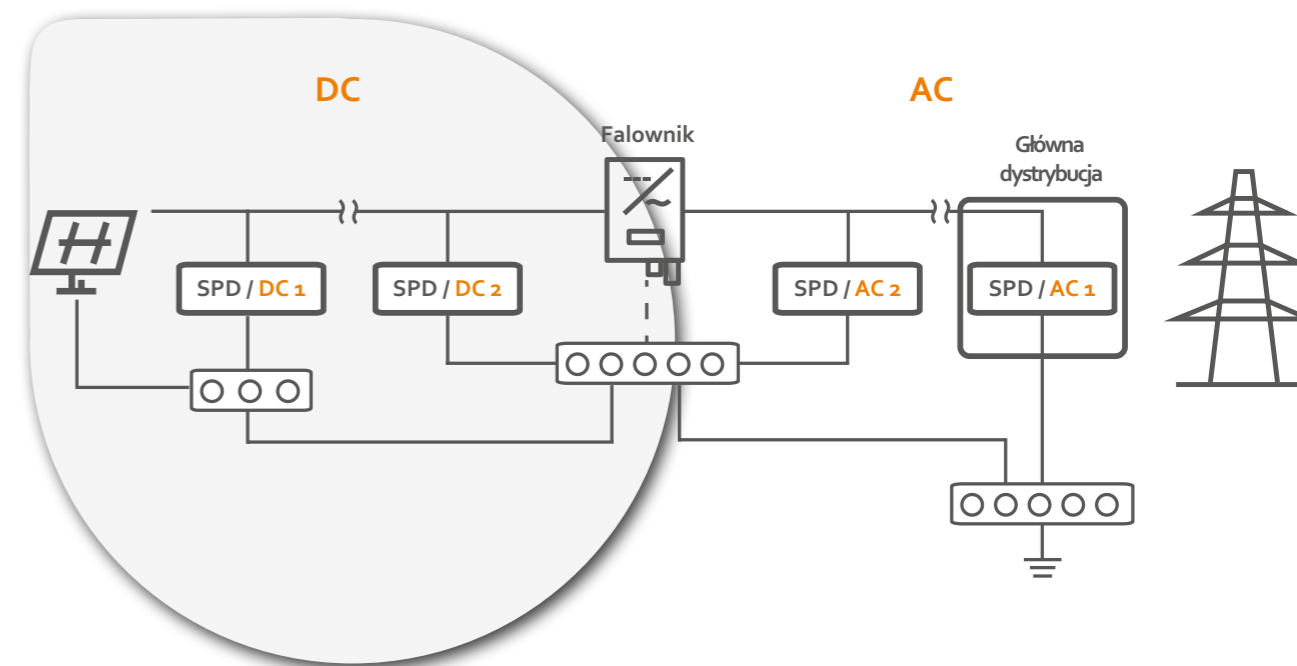 DC
AC
Falownik
Główna
dystrybucja
SPD / DC 1
SPD / DC 2
SPD / AC 2
SPD / AC 1